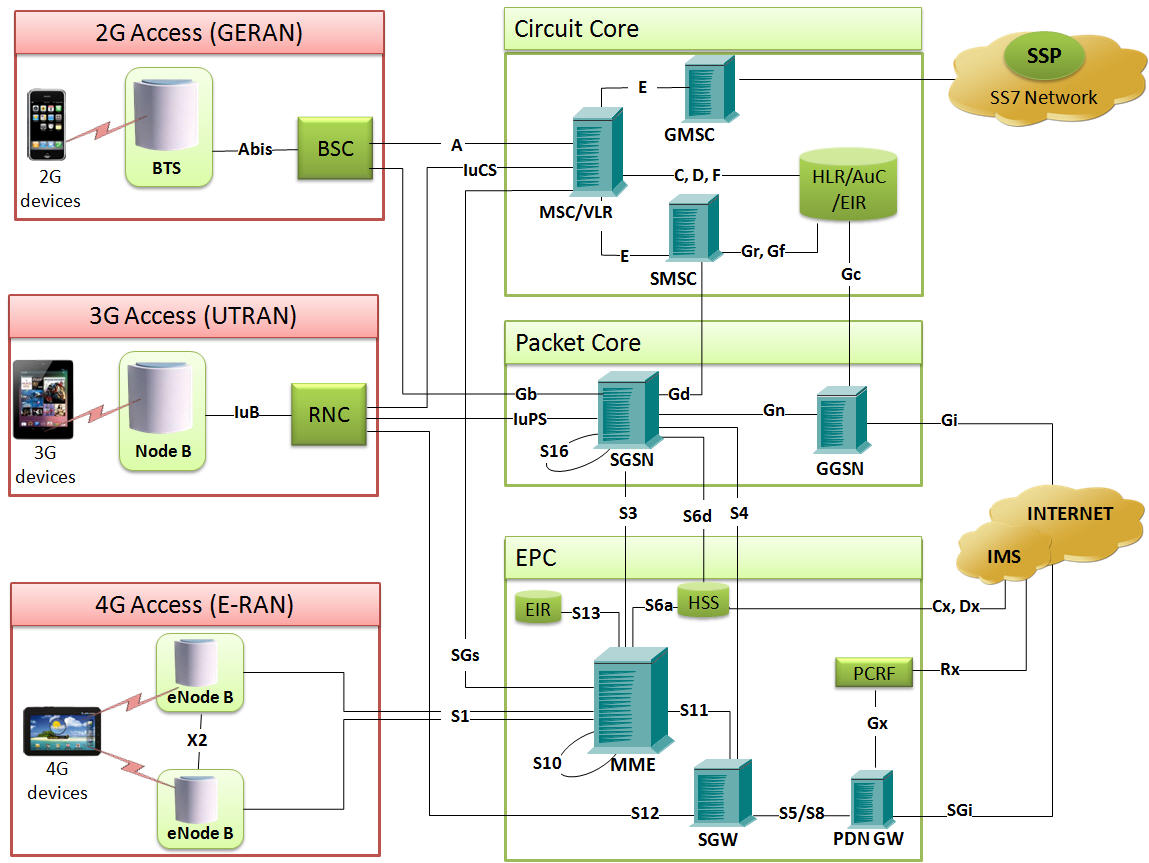 2G Access (GERAN)
BTS
2G
devices
Abis
BSC
3G Access (UTRAN)
Node B
3G
devices
IuB
RNC
4G Access (E-RAN)
eNode B
X2
4G
devices
eNode B
Circuit Core
E
GMSC
A
IuCS
MSC/VLR
C, D, F
HLR/AuC
/EIR
E
SMSC
Gr, Gf
Gc
SSP
SS7 Network
Packet Core
Gb
IuPS
Gd
S16
SGSN
Gn
GGSN
Gi
S3
S6d
S4
INTERNET
IMS
EPC
EIR
S13
S6a
HSS
Cx, Dx
SGs
S1
S10
MME
S11
PCRF
Rx
Gx
S12
SGW
S5/S8
PDN GW
SGi